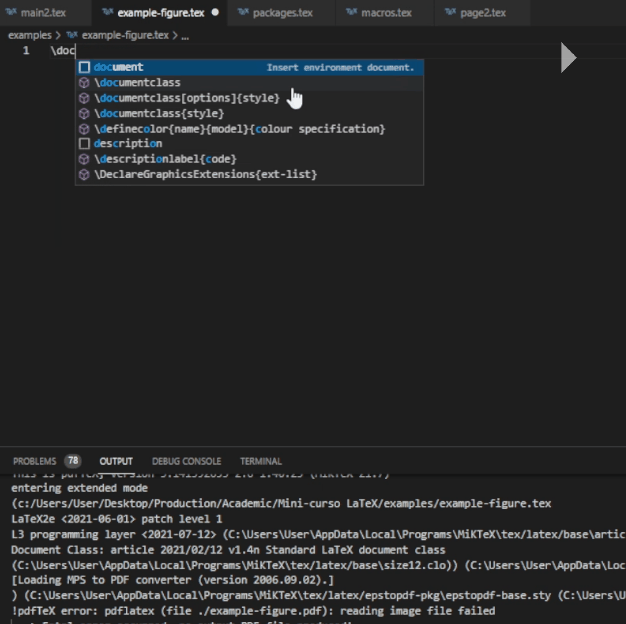 main2.tex example-figure.tex packages.tex macros.tex page2.tex
examples > example-figure.tex > ...
1 \doc
document Insert environment document.
\documentclass
\documentclass[options]{style}
\documentclass{style}
\definecolor{name}{model}{colour specification}
description
\descriptionlabel{code}
\DeclareGraphicsExtensions{ext-list}
PROBLEMS 78 OUTPUT DEBUG CONSOLE TERMINAL
entering extended mode
(c:/Users/User/Desktop/Production/Academic/Mini-curso LaTeX/examples/example-figure.tex
LaTeX2e <2021-06-01> patch level 1
L3 programming layer <2021-07-12> (C:\Users\User\AppData\Local\Programs\MiKTeX\tex/latex/base\artic
Document Class: article 2021/02/12 v1.4n Standard LaTeX document class
(C:\Users\User\AppData\Local\Programs\MiKTeX\tex/latex/base\size12.clo)) (C:\Users\User\AppData\Loc
[Loading MPS to PDF converter (version 2006.09.02).]
) (C:\Users\User\AppData\Local\Programs\MiKTeX\tex/latex/epstopdf-pkg\epstopdf-base.sty (C:\Users\U
!pdfTeX error: pdflatex (file ./example-figure.pdf): reading image file failed